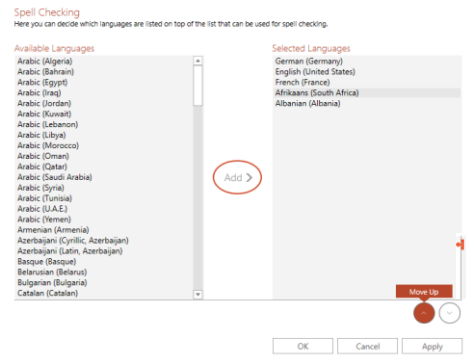 Spell Checking
Here you can decide which languages are listed on top of the list that can be used for spell checking.
Available Languages
Arabic (Algeria)
Arabic (Bahrain)
Arabic (Egypt)
Arabic (Iraq)
Arabic (Jordan)
Arabic (Kuwait)
Arabic (Lebanon)
Arabic (Libya)
Arabic (Morocco)
Arabic (Oman)
Arabic (Qatar)
Arabic (Saudi Arabia)
Arabic (Syria)
Arabic (Tunisia)
Arabic (U.A.E.)
Arabic (Yemen)
Armenian (Armenia)
Azerbaijani (Cyrillic, Azerbaijan)
Azerbaijani (Latin, Azerbaijan)
Basque (Basque)
Belarusian (Belarus)
Bulgarian (Bulgaria)
Catalan (Catalan)
Add
Selected Languages
German (Germany)
English (United States)
French (France)
Afrikaans (South Africa)
Albanian (Albania)
Move Up
OK
Cancel
Apply